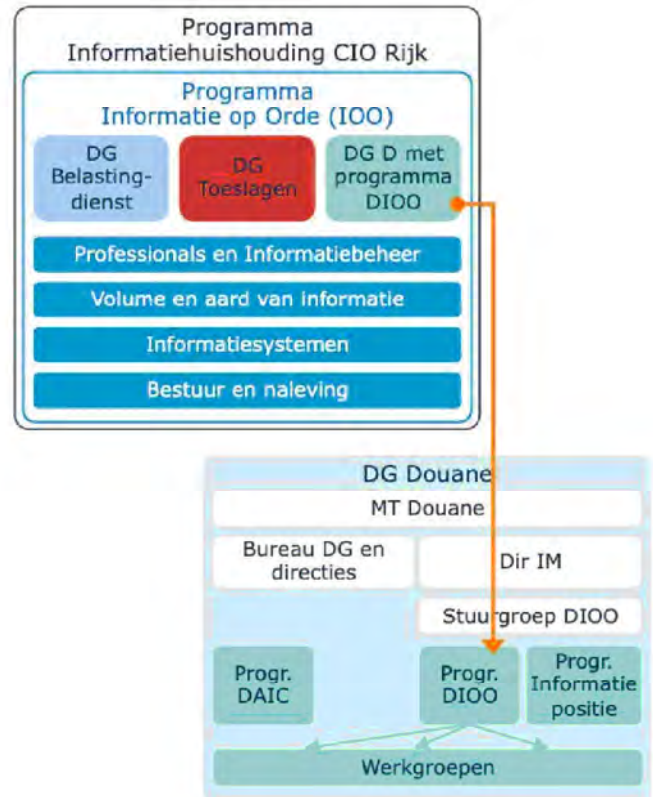 Programma
Informatiehuishouding CIO Rijk
Programma
Informatie op Orde (IOO)
DG
Belasting-
dienst
DG
Toeslagen
DG D met
programma
DIOO
Professionals en Informatiebeheer
Volume en aard van informatie
Informatiesystemen
Bestuur en naleving
DG Douane
MT Douane
Bureau DG en
directies
Dir IM
Stuurgroep DIOO
Progr.
DAIC
Progr.
DIOO
Progr.
Informatie
positie
Werkgroepen